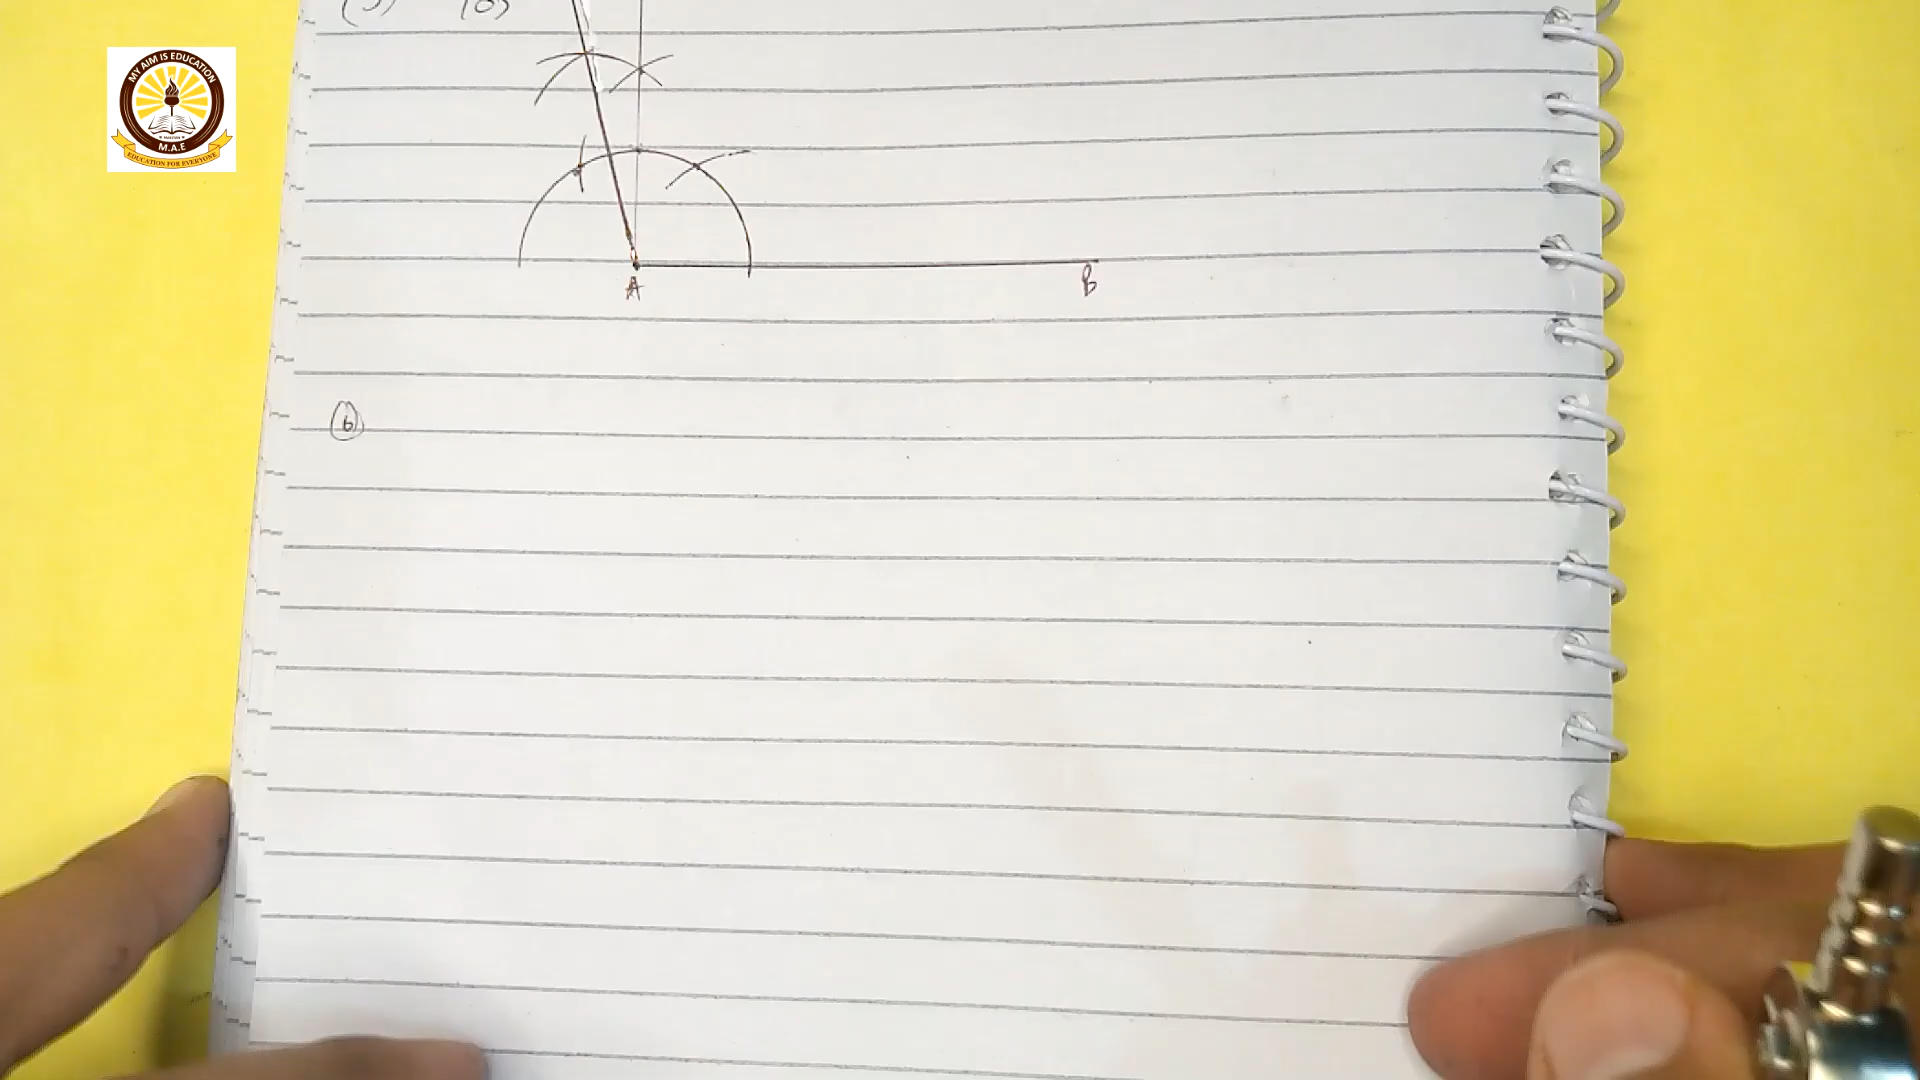 MY AIM IS EDUCATION
M.A.E
EDUCATION FOR EVERYONE
A
B
6